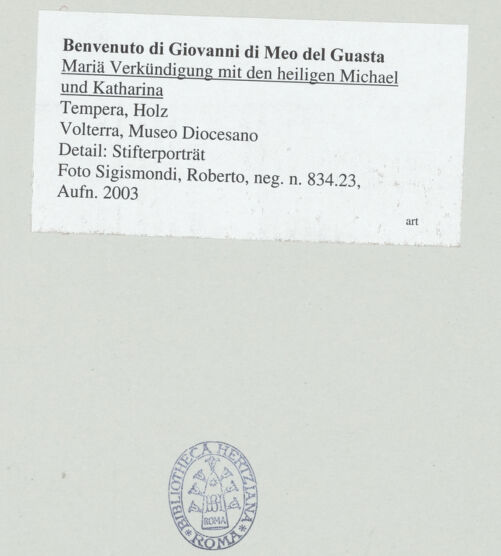 Benvenuto di Giovanni di Meo del Guasta
Mariä Verkündigung mit den heiligen Michael
und Katharina
Tempera, Holz
Volterra, Museo Diocesano
Detail: Stifterporträt
Foto Sigismondi, Roberto, neg. n. 834.23,
Aufn. 2003
art
*BIBLIOTHECA HERTZIANA*
ROMA
ROMA